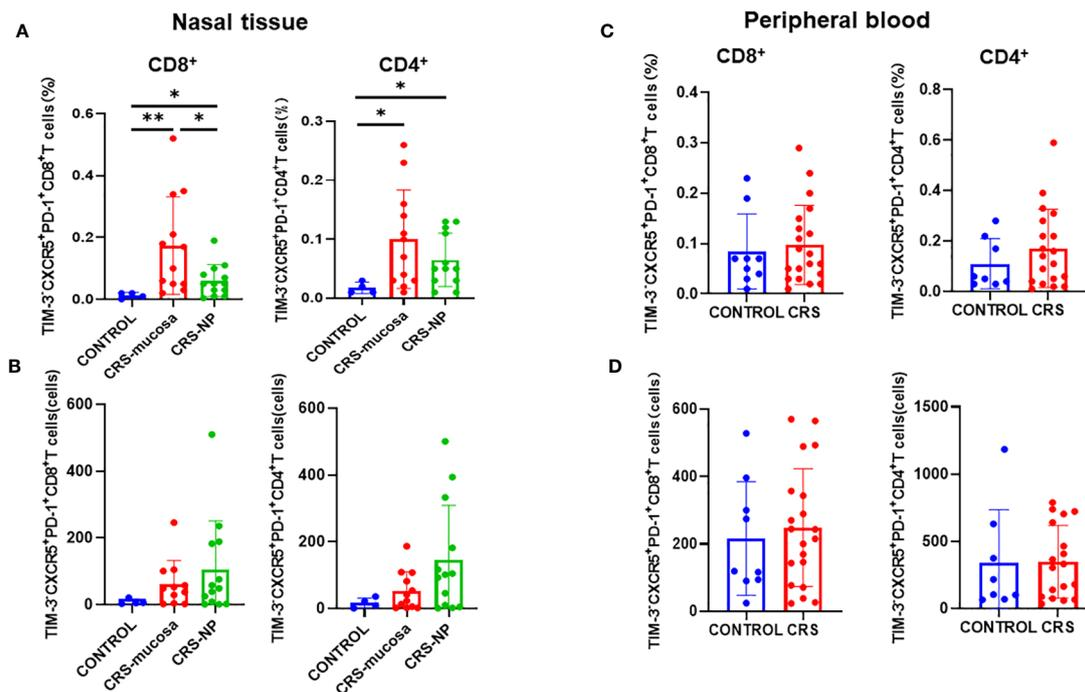 Nasal tissue
Peripheral blood
A
CD8⁺
TIM-3⁻CXCR5⁺PD-1⁺CD8⁺T cells(%)
0.6
0.4
0.2
0.0
*
**
*
CONTROL
CRS-mucosa
CRS-NP
CD4⁺
TIM-3⁻CXCR5⁺PD-1⁺CD4⁺T cells(%)
0.3
0.2
0.1
0.0
*
*
CONTROL
CRS-mucosa
CRS-NP
C
CD8⁺
TIM-3⁻CXCR5⁺PD-1⁺CD8⁺T cells(%)
0.4
0.3
0.2
0.1
0.0
CONTROL CRS
CD4⁺
TIM-3⁻CXCR5⁺PD-1⁺CD4⁺T cells(%)
0.8
0.6
0.4
0.2
0.0
CONTROL CRS
B
TIM-3⁻CXCR5⁺PD-1⁺CD8⁺T cells(cells)
600
400
200
0
CONTROL
CRS-mucosa
CRS-NP
TIM-3⁻CXCR5⁺PD-1⁺CD4⁺T cells(cells)
600
400
200
0
CONTROL
CRS-mucosa
CRS-NP
D
TIM-3⁻CXCR5⁺PD-1⁺CD8⁺T cells(cells)
600
400
200
0
CONTROL CRS
TIM-3⁻CXCR5⁺PD-1⁺CD4⁺T cells(cells)
1500
1000
500
0
CONTROL CRS